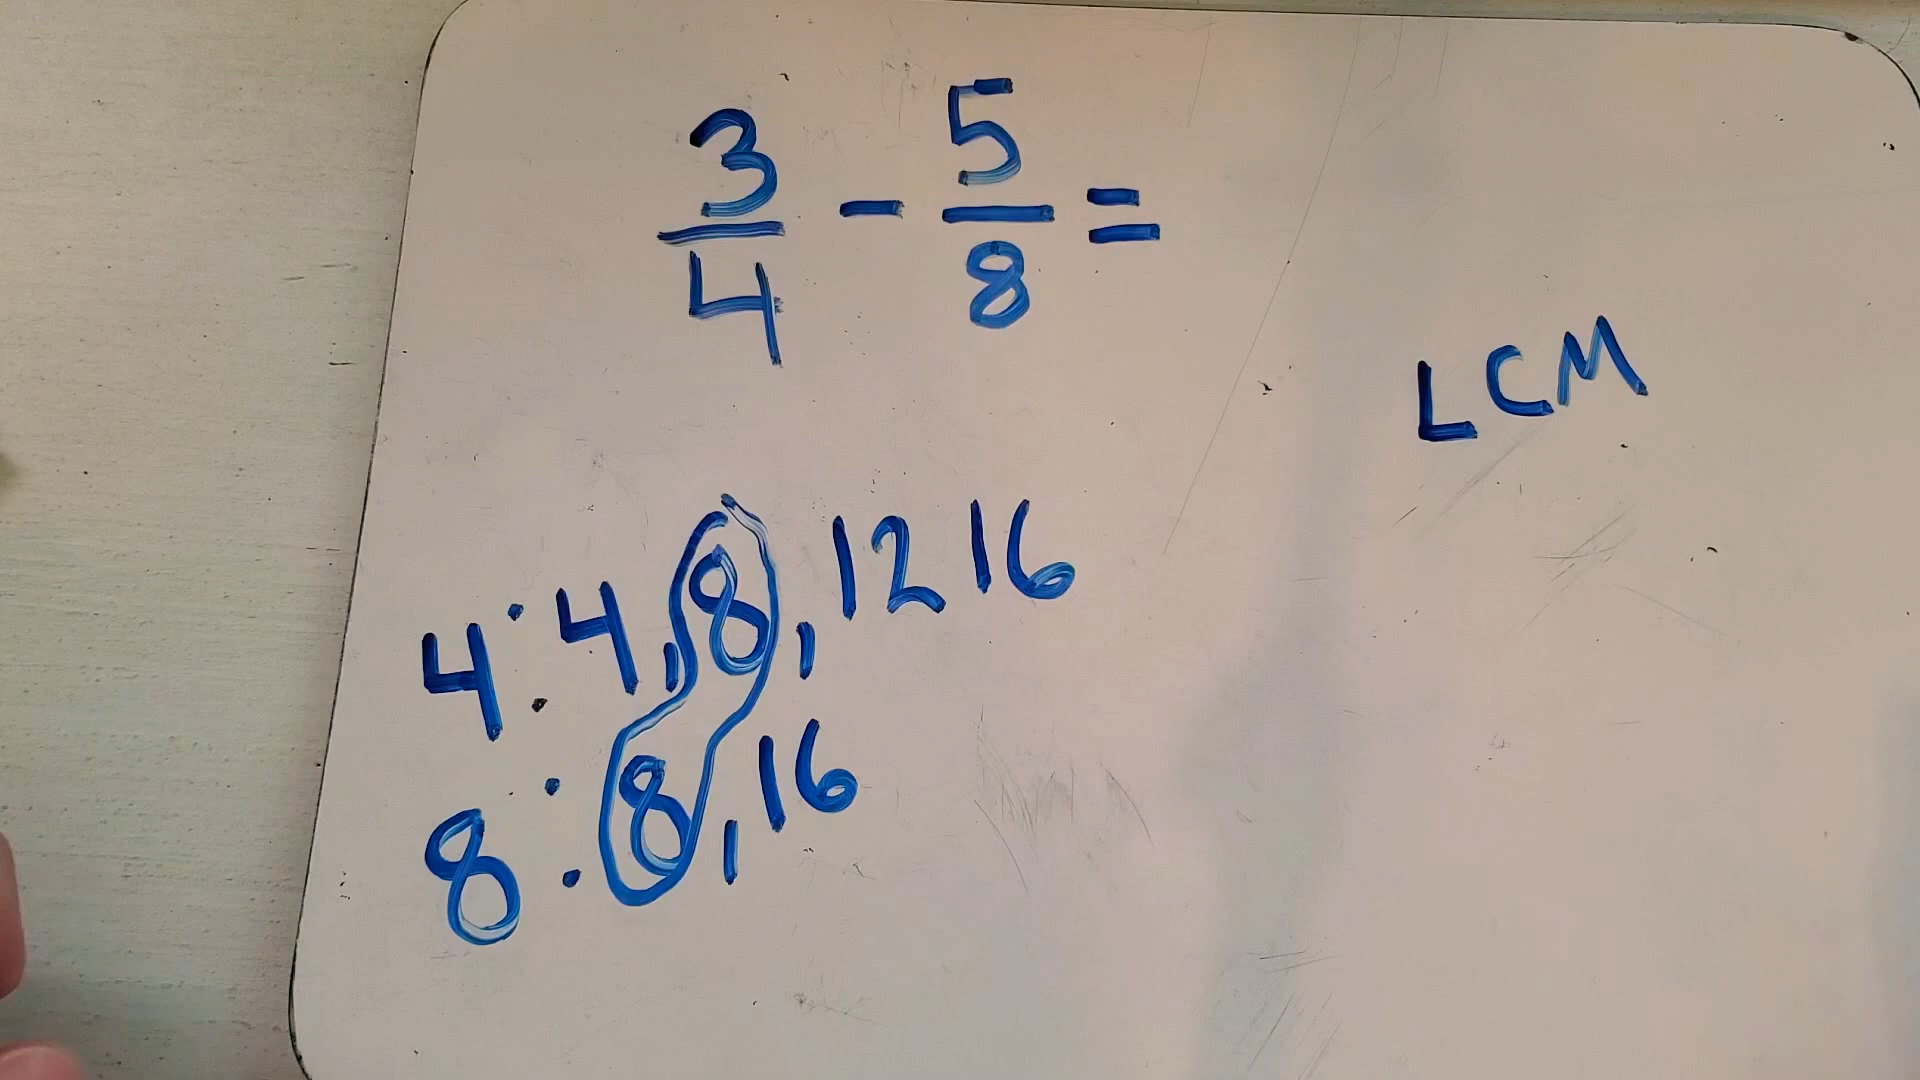 3/4 - 5/8 =
LCM
4: 4, 8, 12 16
8: 8, 16